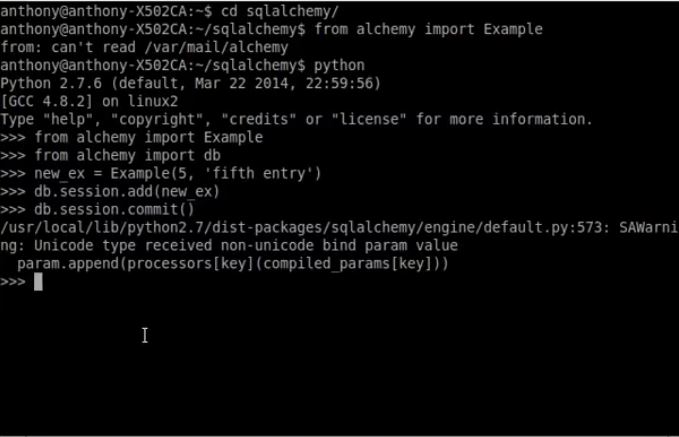 anthony@anthony-X502CA:~$ cd sqlalchemy/
anthony@anthony-X502CA:~/sqlalchemy$ from alchemy import Example
from: can't read /var/mail/alchemy
anthony@anthony-X502CA:~/sqlalchemy$ python
Python 2.7.6 (default, Mar 22 2014, 22:59:56)
[GCC 4.8.2] on linux2
Type "help", "copyright", "credits" or "license" for more information.
>>> from alchemy import Example
>>> from alchemy import db
>>> new_ex = Example(5, 'fifth entry')
>>> db.session.add(new_ex)
>>> db.session.commit()
/usr/local/lib/python2.7/dist-packages/sqlalchemy/engine/default.py:573: SAWarni
ng: Unicode type received non-unicode bind param value
  param.append(processors[key](compiled_params[key]))
>>>